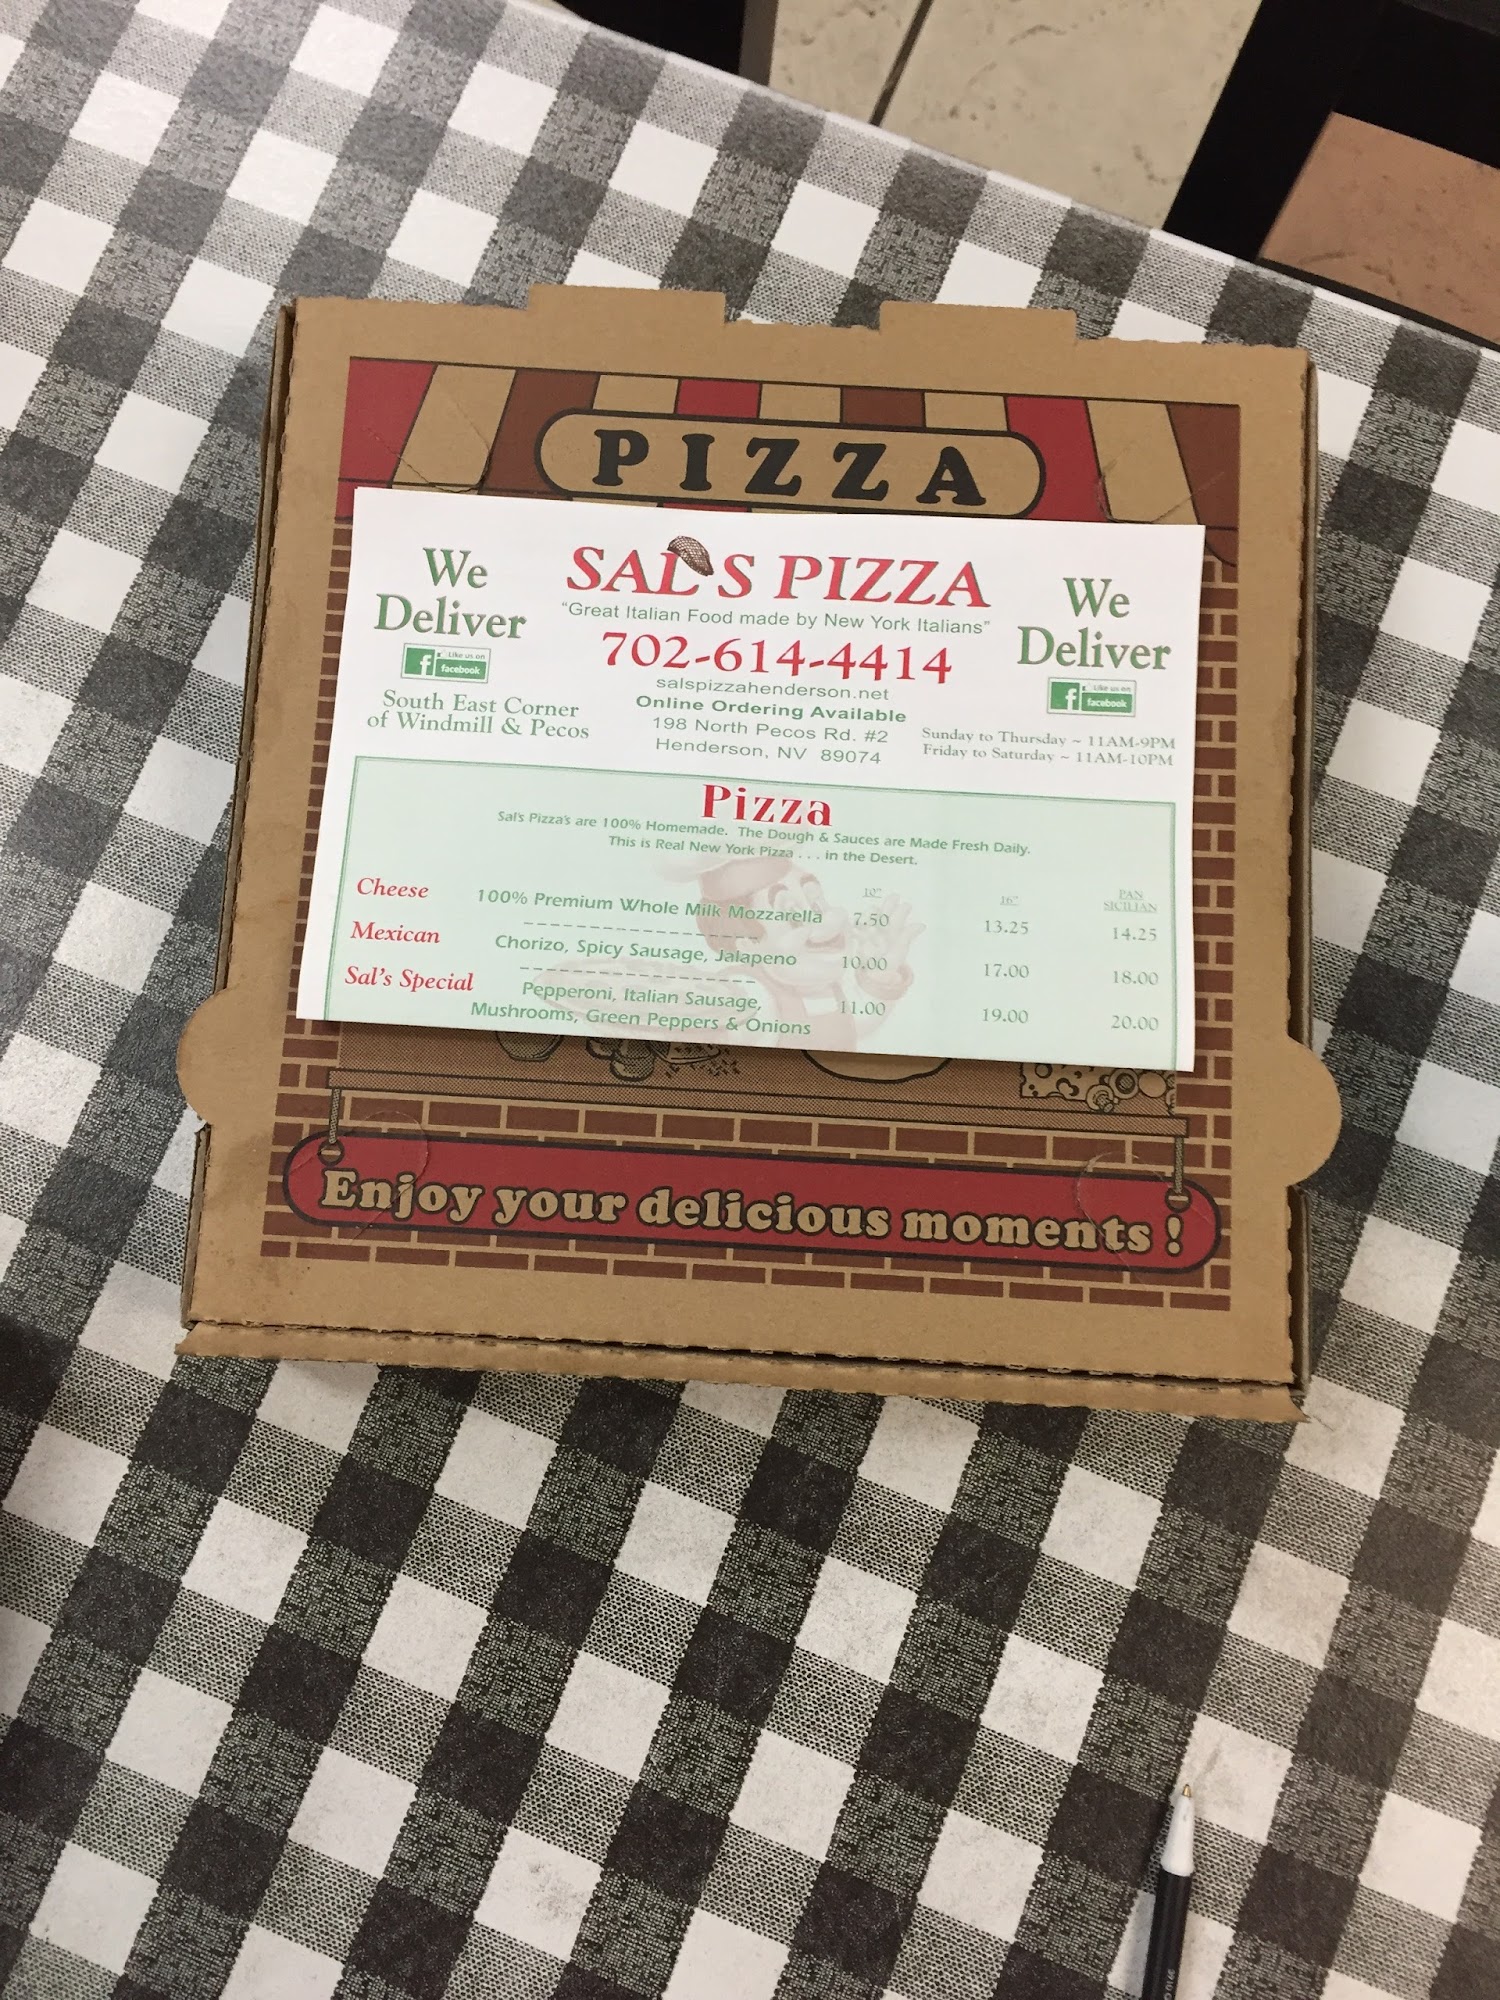 PIZZA
We
Deliver
Like us on
facebook
South East Corner
of Windmill & Pecos
SAL'S PIZZA
"Great Italian Food made by New York Italians"
702-614-4414
salspizzahenderson.net
Online Ordering Available
198 North Pecos Rd. #2
Henderson, NV 89074
We
Deliver
Like us on
facebook
Sunday to Thursday ~ 11AM-9PM
Friday to Saturday ~ 11AM-10PM
Pizza
Sal's Pizza's are 100% Homemade. The Dough & Sauces are Made Fresh Daily.
This is Real New York Pizza . . . in the Desert.
10" 16" PAN
SICILIAN
Cheese 100% Premium Whole Milk Mozzarella 7.50 13.25 14.25
Mexican Chorizo, Spicy Sausage, Jalapeno 10.00 17.00 18.00
Sal's Special Pepperoni, Italian Sausage, 11.00 19.00 20.00
Mushrooms, Green Peppers & Onions
Enjoy your delicious moments !